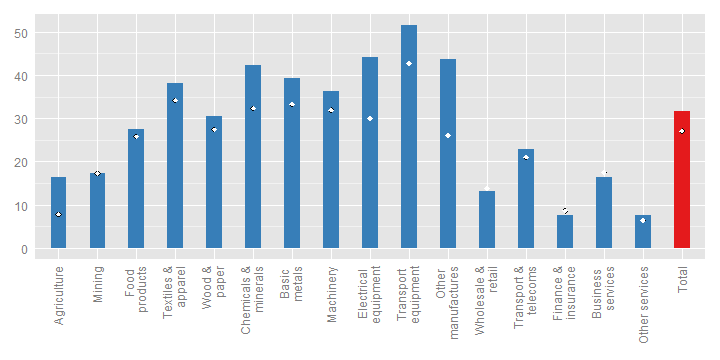 50
40
30
20
10
0
Agriculture
Mining
Food
products
Textiles &
apparel
Wood &
paper
Chemicals &
minerals
Basic
metals
Machinery
Electrical
equipment
Transport
equipment
Other
manufactures
Wholesale &
retail
Transport &
telecoms
Finance &
insurance
Business
services
Other services
Total